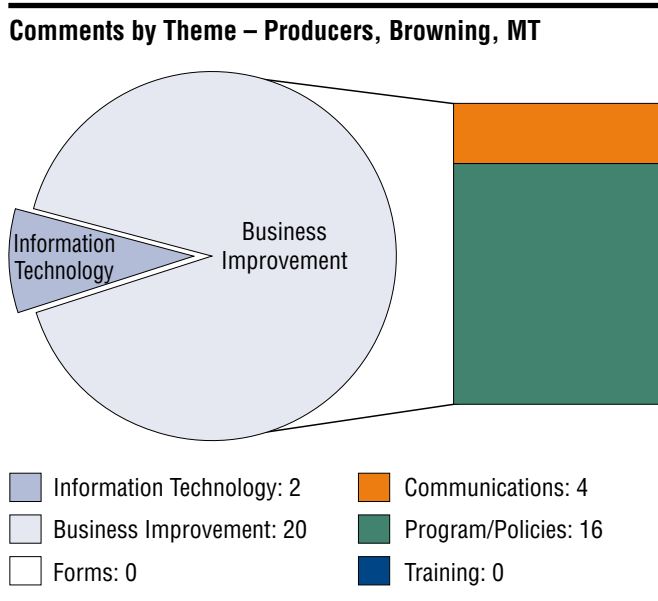 Comments by Theme – Producers, Browning, MT
Business
Improvement
Information
Technology
Information Technology: 2
Business Improvement: 20
Forms: 0
Communications: 4
Program/Policies: 16
Training: 0